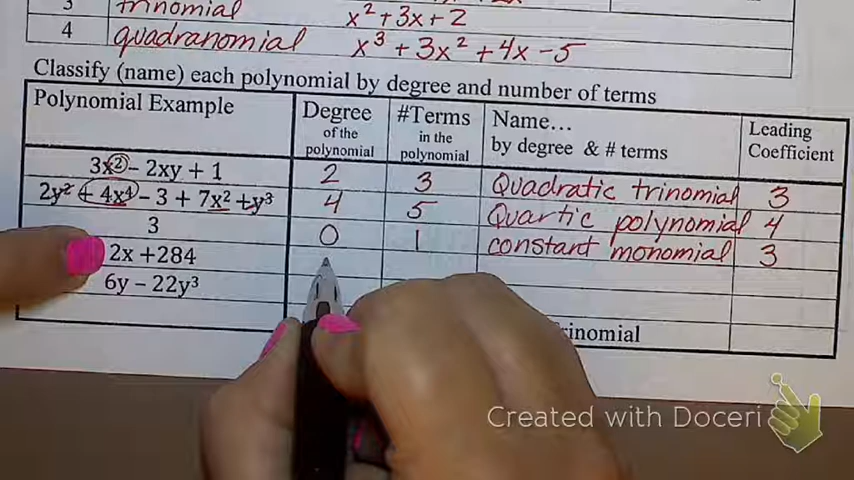 3 trinomial x² + 3x + 2
4 quadranomial x³ + 3x² + 4x - 5
Classify (name) each polynomial by degree and number of terms
Polynomial Example Degree of the polynomial #Terms in the polynomial Name... by degree & # terms Leading Coefficient
3x² - 2xy + 1 2 3 Quadratic trinomial 3
2y² + 4x⁴ - 3 + 7x² + y³ 4 5 Quartic polynomial 4
3 0 1 constant monomial 3
2x + 284
6y - 22y³
Created with Doceri